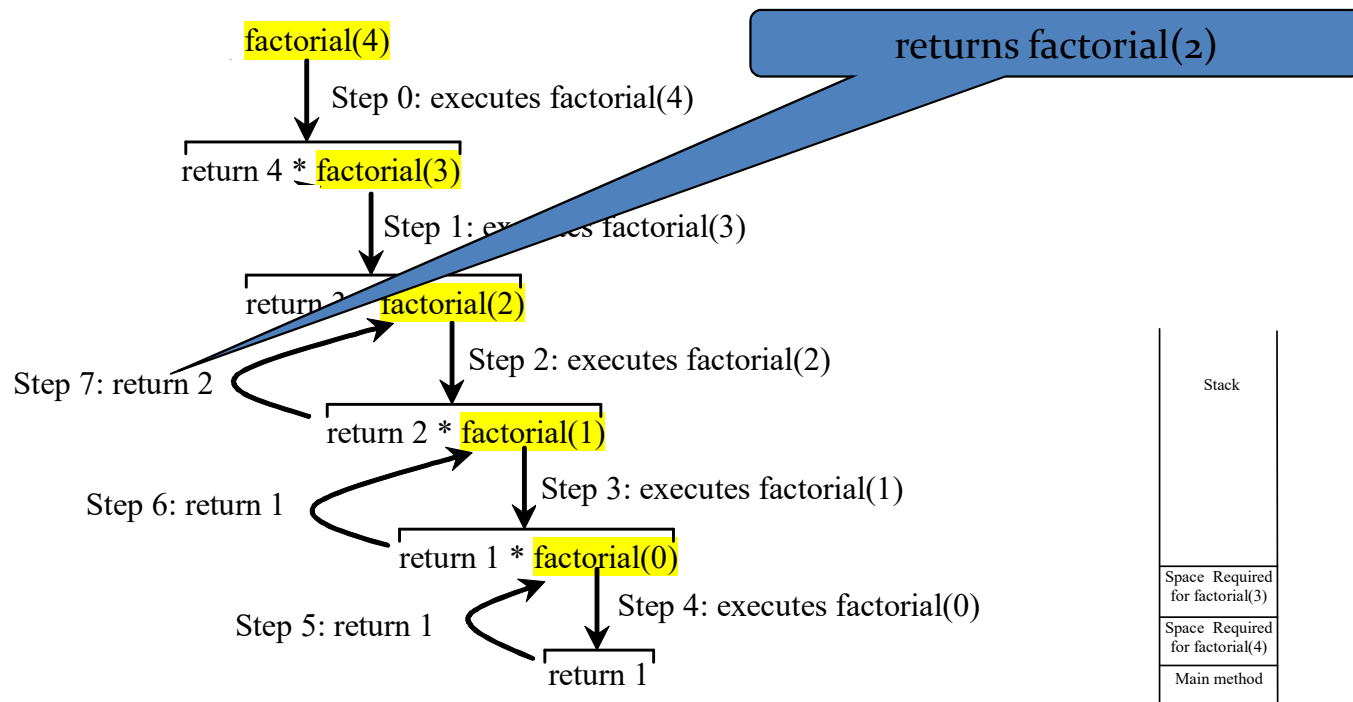 factorial(4)
returns factorial(2)
Step 0: executes factorial(4)
return 4 * factorial(3)
Step 1: factorial(3)
return factorial(2)
Step 2: executes factorial(2)
Step 7: return 2
Stack
return 2 * factorial(1)
Step 3: executes factorial(1)
Step 6: return 1
return 1 * factorial(0)
Space Required
for factorial(3)
Step 4: executes factorial(0)
Step 5: return 1
Space Required
for factorial(4)
return 1
Main method